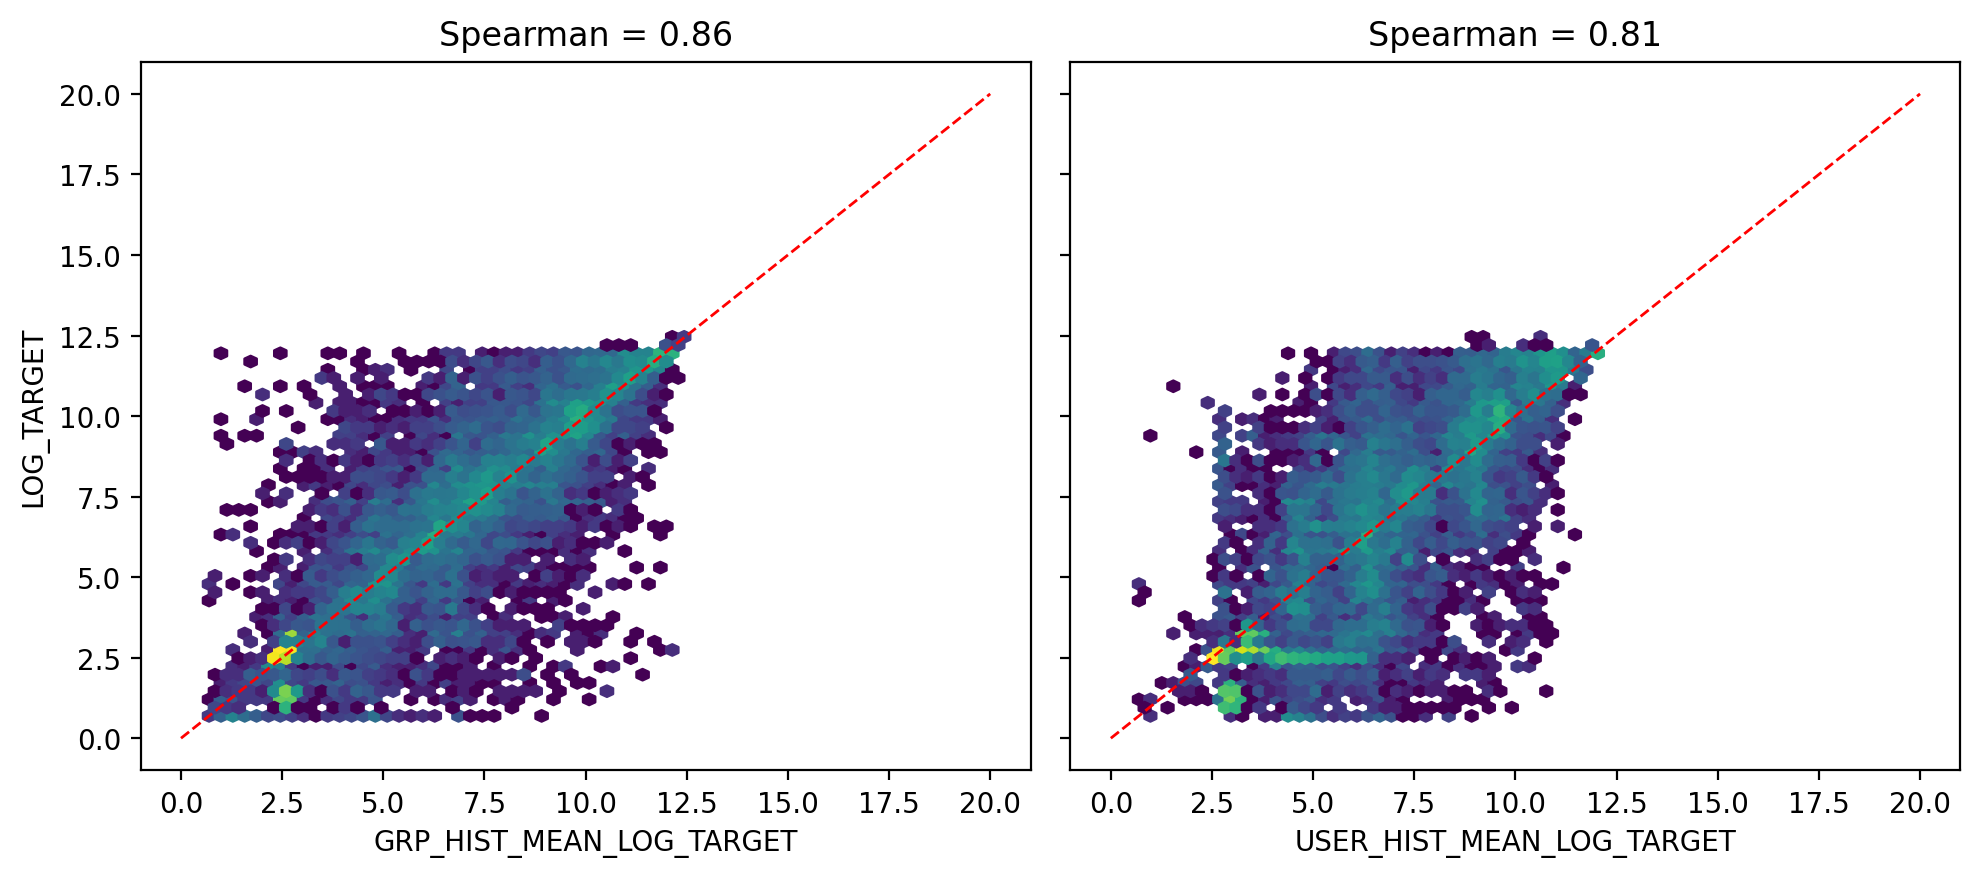 Spearman = 0.86
Spearman = 0.81
LOG_TARGET
20.0
17.5
15.0
12.5
10.0
7.5
5.0
2.5
0.0
0.0 2.5 5.0 7.5 10.0 12.5 15.0 17.5 20.0
GRP_HIST_MEAN_LOG_TARGET
0.0 2.5 5.0 7.5 10.0 12.5 15.0 17.5 20.0
USER_HIST_MEAN_LOG_TARGET